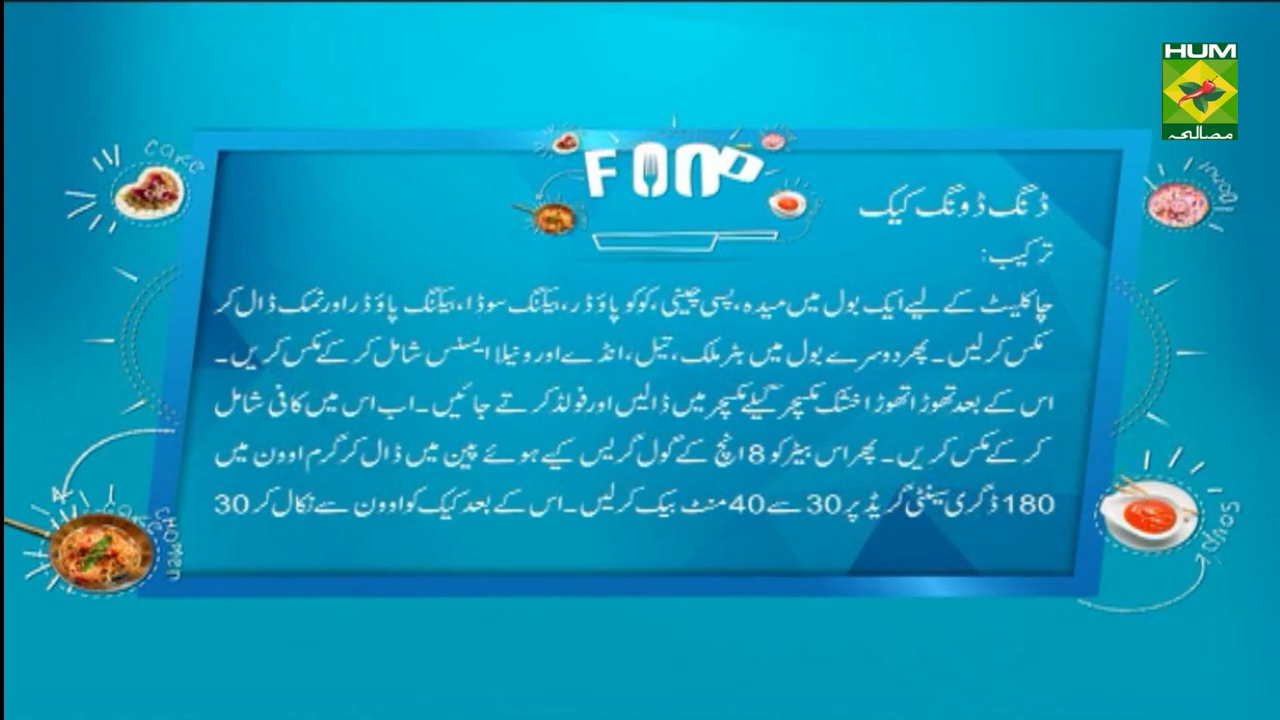 HUM
مصالحہ
cake
Donut
FOOD
ڈنگ ڈونگ کیک
ترکیب:
چاکلیٹ کے لیے ایک بول میں میدہ، پسی چینی، کوکو پاؤڈر، بیکنگ سوڈا، بیکنگ پاؤڈر اور نمک ڈال کر
مکس کر لیں۔ پھر دوسرے بول میں بٹر ملک، تیل، انڈے اور ونیلا ایسنس شامل کر کے مکس کریں۔
اس کے بعد تھوڑا تھوڑا خشک مکسچر گیلے مکسچر میں ڈالیں اور فولڈ کرتے جائیں۔ اب اس میں کافی شامل
کر کے مکس کریں۔ پھر اس بیٹر کو 8 انچ کے گول گریس کیے ہوئے پین میں ڈال کر گرم اوون میں
180 ڈگری سینٹی گریڈ پر 30 سے 40 منٹ بیک کر لیں۔ اس کے بعد کیک کو اوون سے نکال کر 30
CHOMEN
SOUP